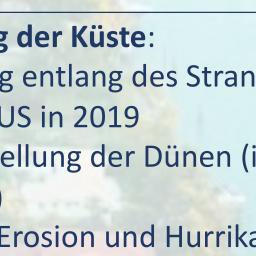 g der Küste:
g entlang des Stran
US in 2019
ellung der Dünen (i
)
Erosion und Hurrika